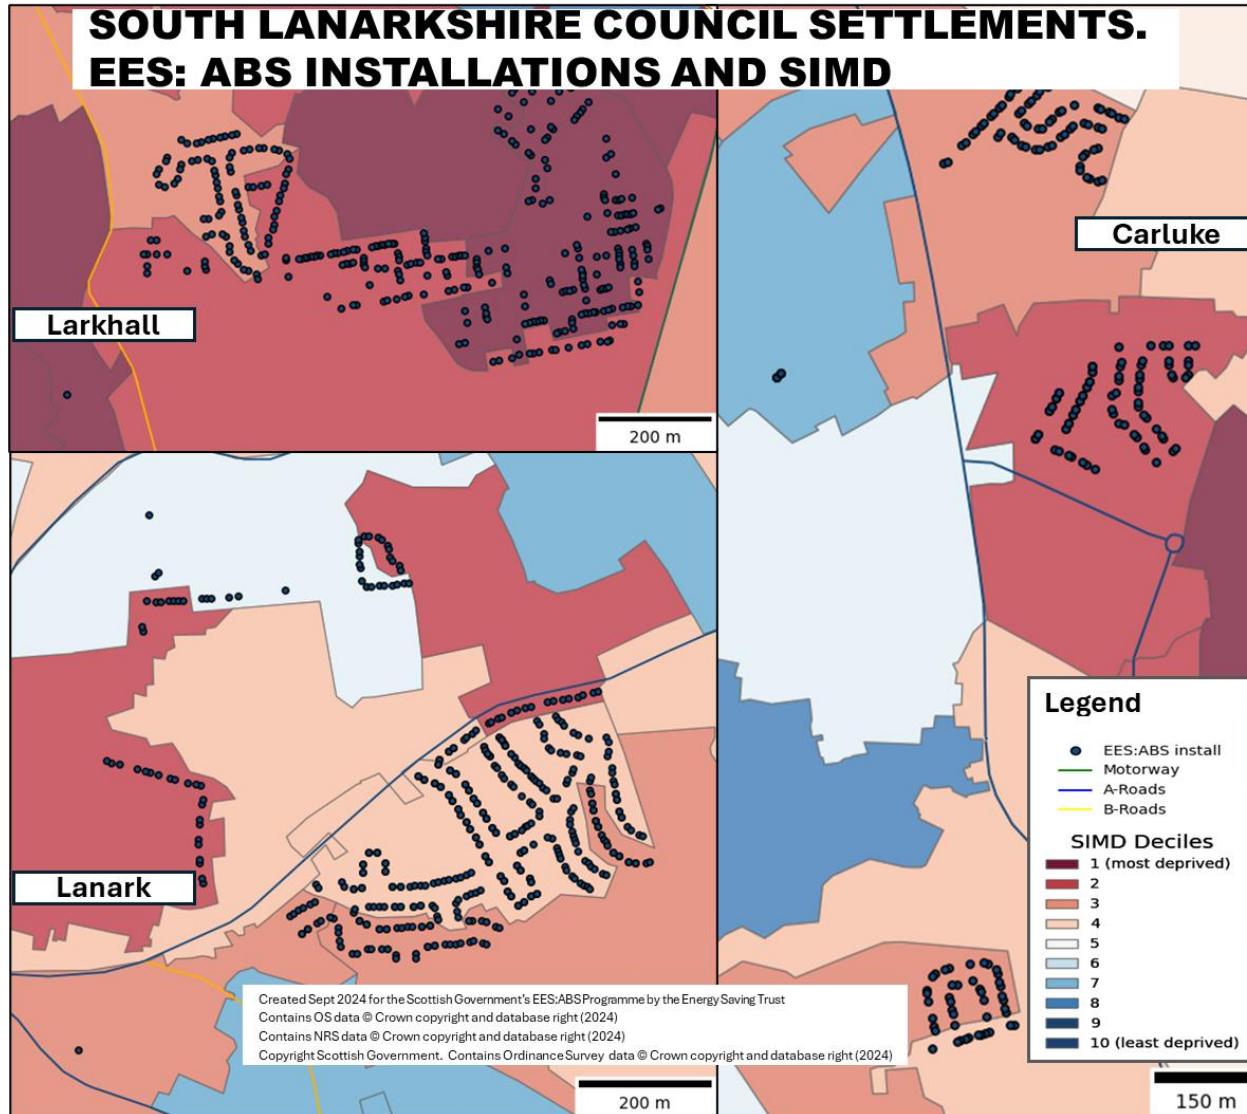 SOUTH LANARKSHIRE COUNCIL SETTLEMENTS.
EES: ABS INSTALLATIONS AND SIMD
Larkhall
200 m
Carluke
Lanark
200 m
Legend
EES:ABS install
Motorway
A-Roads
B-Roads
SIMD Deciles
1 (most deprived)
2
3
4
5
6
7
8
9
10 (least deprived)
150 m
Created Sept 2024 for the Scottish Government's EES:ABS Programme by the Energy Saving Trust
Contains OS data © Crown copyright and database right (2024)
Contains NRS data © Crown copyright and database right (2024)
Copyright Scottish Government. Contains Ordinance Survey data © Crown copyright and database right (2024)